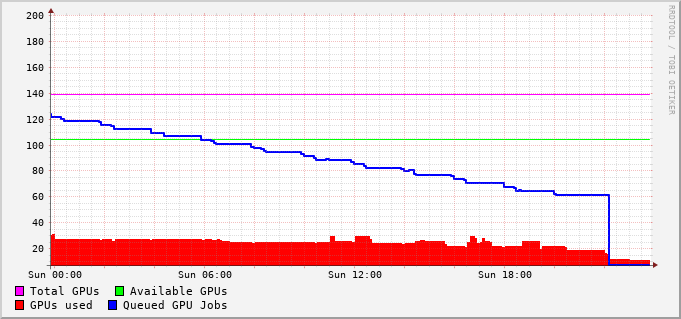 200
180
160
140
120
100
80
60
40
20
Sun 00:00 Sun 06:00 Sun 12:00 Sun 18:00
Total GPUs Available GPUs
GPUs used Queued GPU Jobs
RRDTOOL / TOBI OETIKER